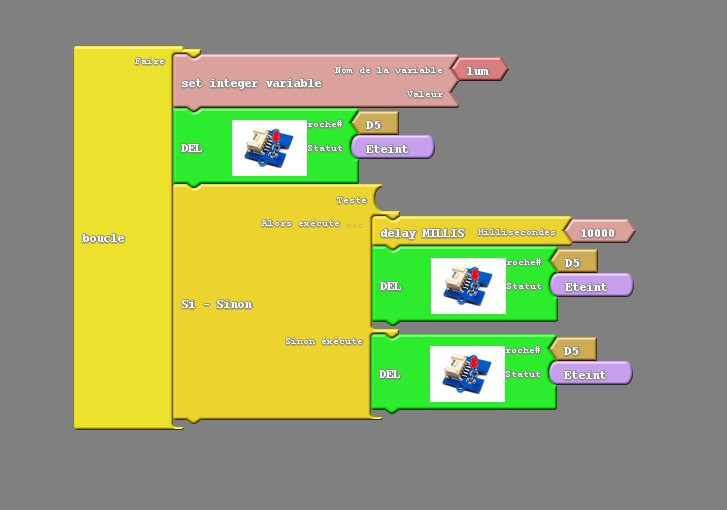 Faire
Nom de la variable
lum
set integer variable
Valeur
roche#
D5
DEL
Statut
Eteint
Teste
Alors exécute ...
boucle
delay MILLIS
Millisecondes
10000
roche#
D5
DEL
Statut
Eteint
Si - Sinon
Sinon éxécute
roche#
D5
DEL
Statut
Eteint